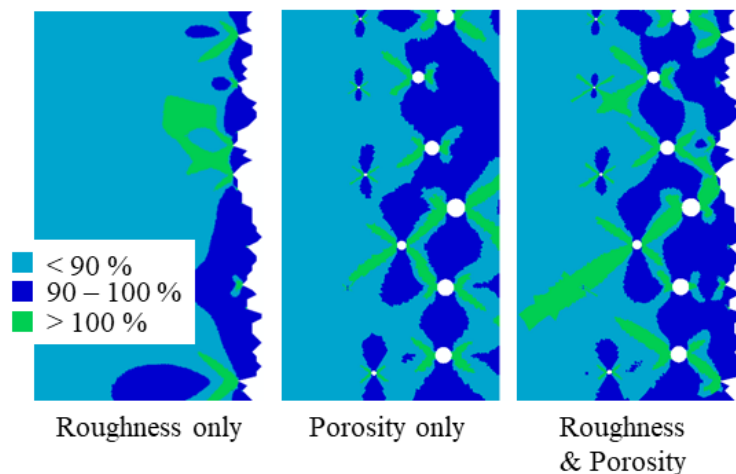 < 90 %
90 – 100 %
> 100 %
Roughness only
Porosity only
Roughness
& Porosity